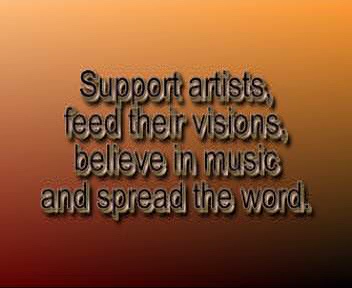 Support artists,
feed their visions,
believe in music
and spread the word.